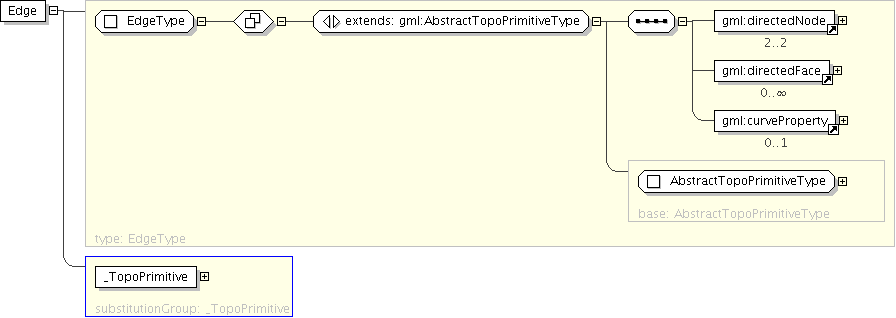 Edge
EdgeType
extends: gml:AbstractTopoPrimitiveType
gml:directedNode
2..2
gml:directedFace
0..∞
gml:curveProperty
0..1
AbstractTopoPrimitiveType
base: AbstractTopoPrimitiveType
type: EdgeType
_TopoPrimitive
substitutionGroup: _TopoPrimitive